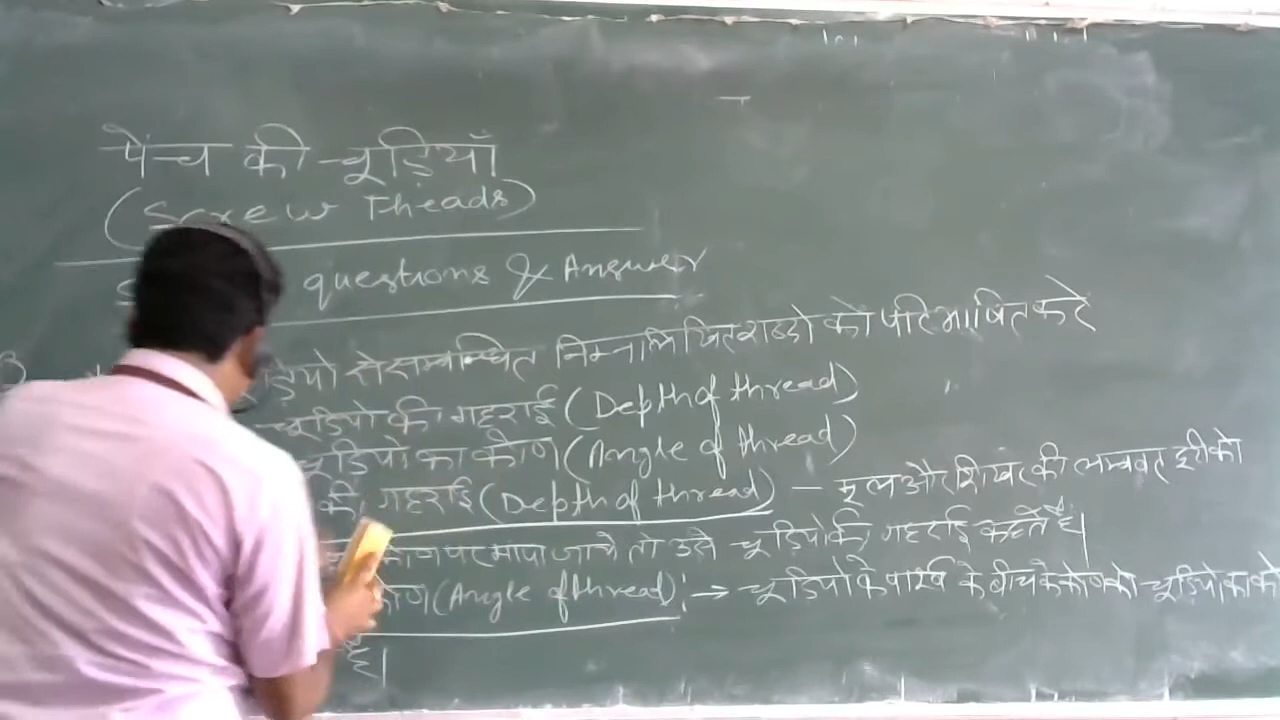 पेंच की चूड़ियाँ
(Screw Threads)
questions & Answer
सम्बन्धित निम्नलिखित शब्दो को परिभाषित करे
चूडियो की गहराई (Depth of thread)
चूडियो का कोण (Angle of thread)
की गहराई (Depth of thread) – मूल और शिखर की लम्बवत दूरी को
कोण पर मापा जाये तो उसे चूडियो की गहराई कहते है।
कोण (Angle of thread): → चूडियो के पार्श्व के बीच के कोण को चूडियो का को
है।